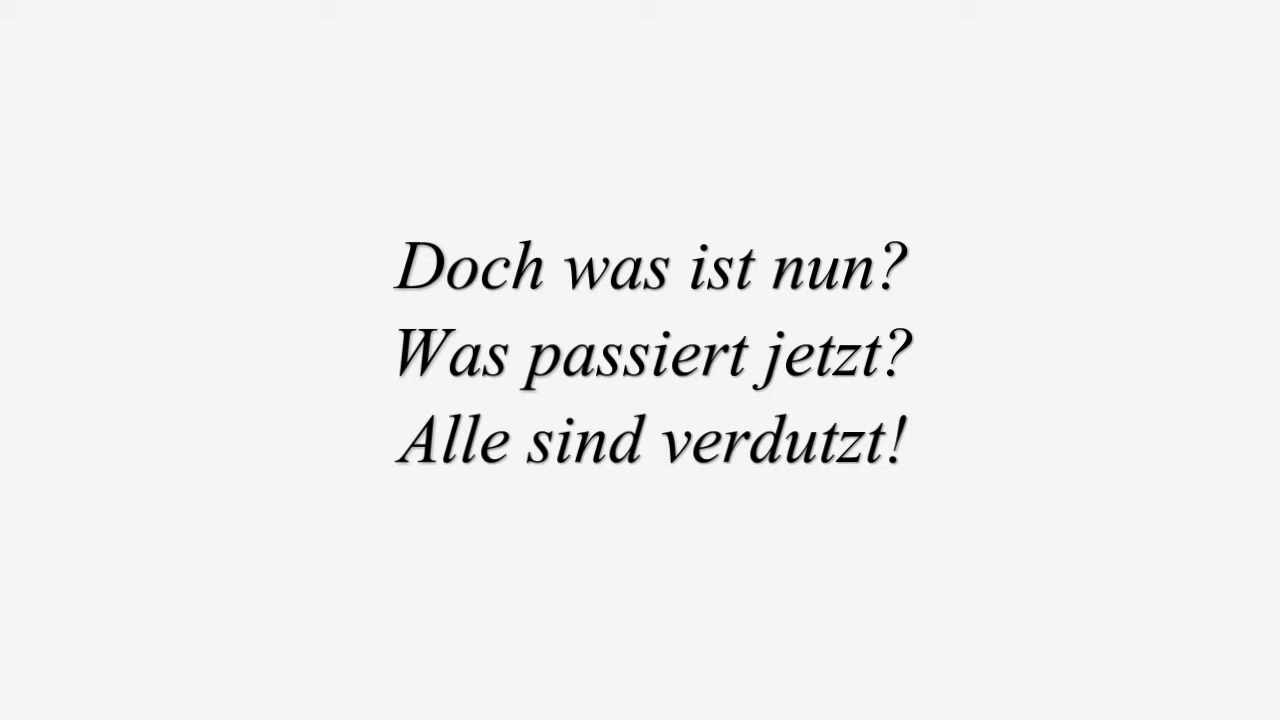 Doch was ist nun?
Was passiert jetzt?
Alle sind verdutzt!